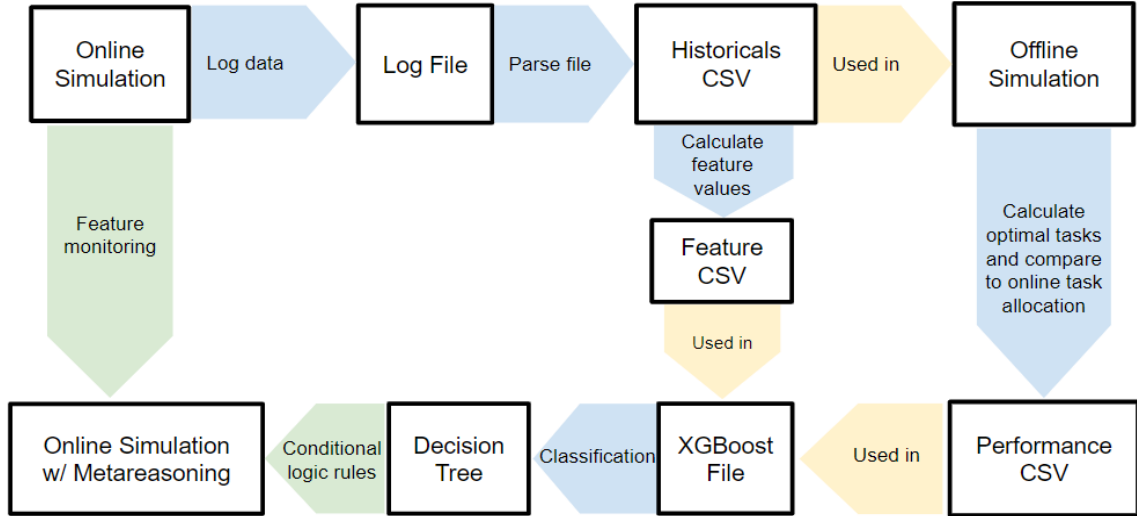 Online
Simulation
Log data
Log File
Parse file
Historicals
CSV
Used in
Offline
Simulation
Feature
monitoring
Calculate
feature
values
Feature
CSV
Calculate
optimal tasks
and compare
to online task
allocation
Used in
Online Simulation
w/ Metareasoning
Conditional
logic rules
Decision
Tree
Classification
XGBoost
File
Used in
Performance
CSV